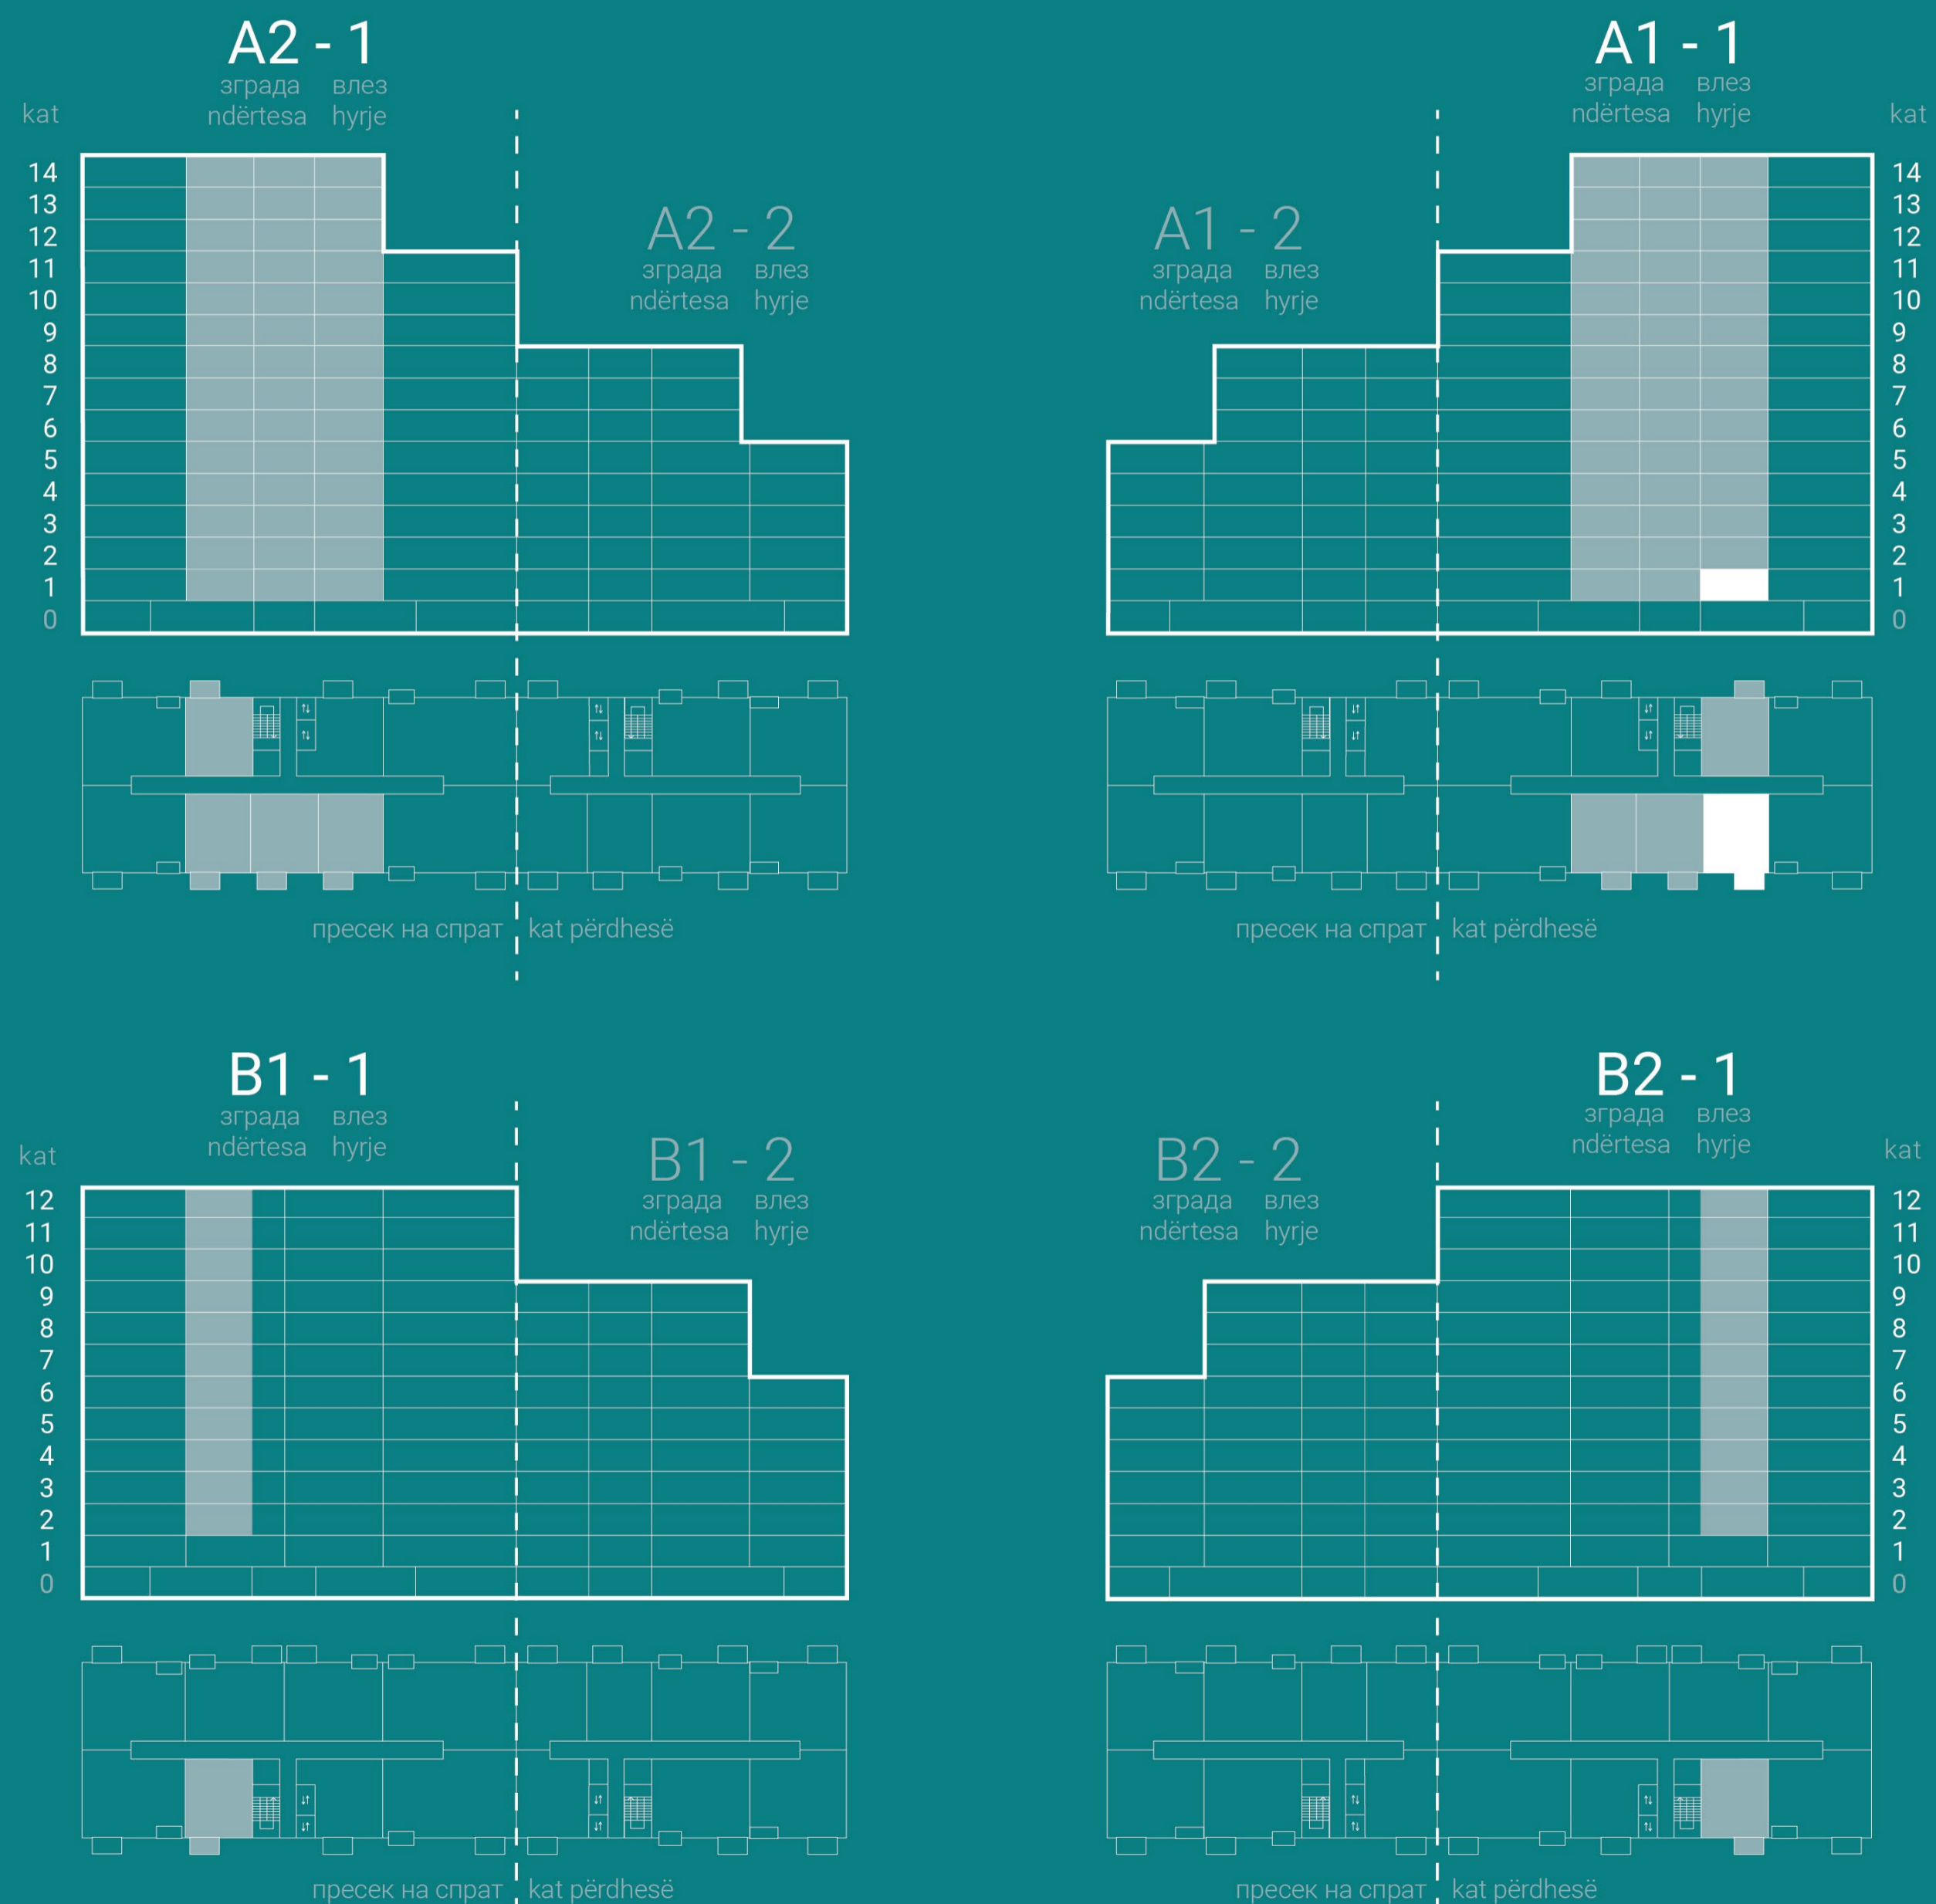 A2 - 1
зграда влез
ndërtesa hyrje
kat
14
13
12
11
10
9
8
7
6
5
4
3
2
1
0
A2 - 2
зграда влез
ndërtesa hyrje
пресек на спрат kat përdhesë
A1 - 1
зграда влез
ndërtesa hyrje
kat
A1 - 2
зграда влез
ndërtesa hyrje
14
13
12
11
10
9
8
7
6
5
4
3
2
1
0
пресек на спрат kat përdhesë
B1 - 1
зграда влез
ndërtesa hyrje
kat
12
11
10
9
8
7
6
5
4
3
2
1
0
B1 - 2
зграда влез
ndërtesa hyrje
пресек на спрат kat përdhesë
B2 - 1
зграда влез
ndërtesa hyrje
kat
B2 - 2
зграда влез
ndërtesa hyrje
12
11
10
9
8
7
6
5
4
3
2
1
0
пресек на спрат kat përdhesë